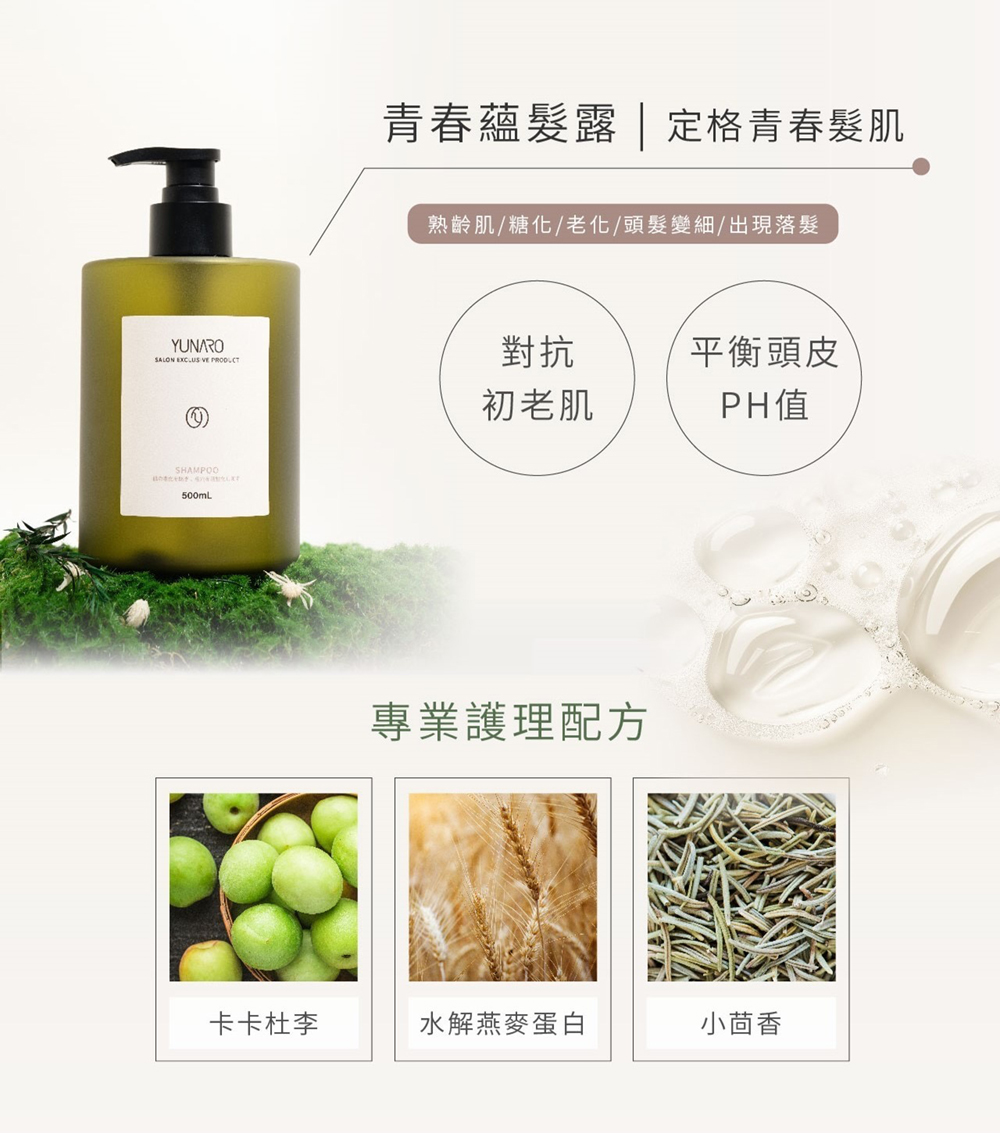 青春蘊髮露｜定格青春髮肌
熟齡肌/糖化/老化/頭髮變細/出現落髮
對抗
初老肌
平衡頭皮
PH值
YUNARO
SALON EXCLUSIVE PRODUCT
SHAMPOO
500mL
專業護理配方
卡卡杜李
水解燕麥蛋白
小茴香